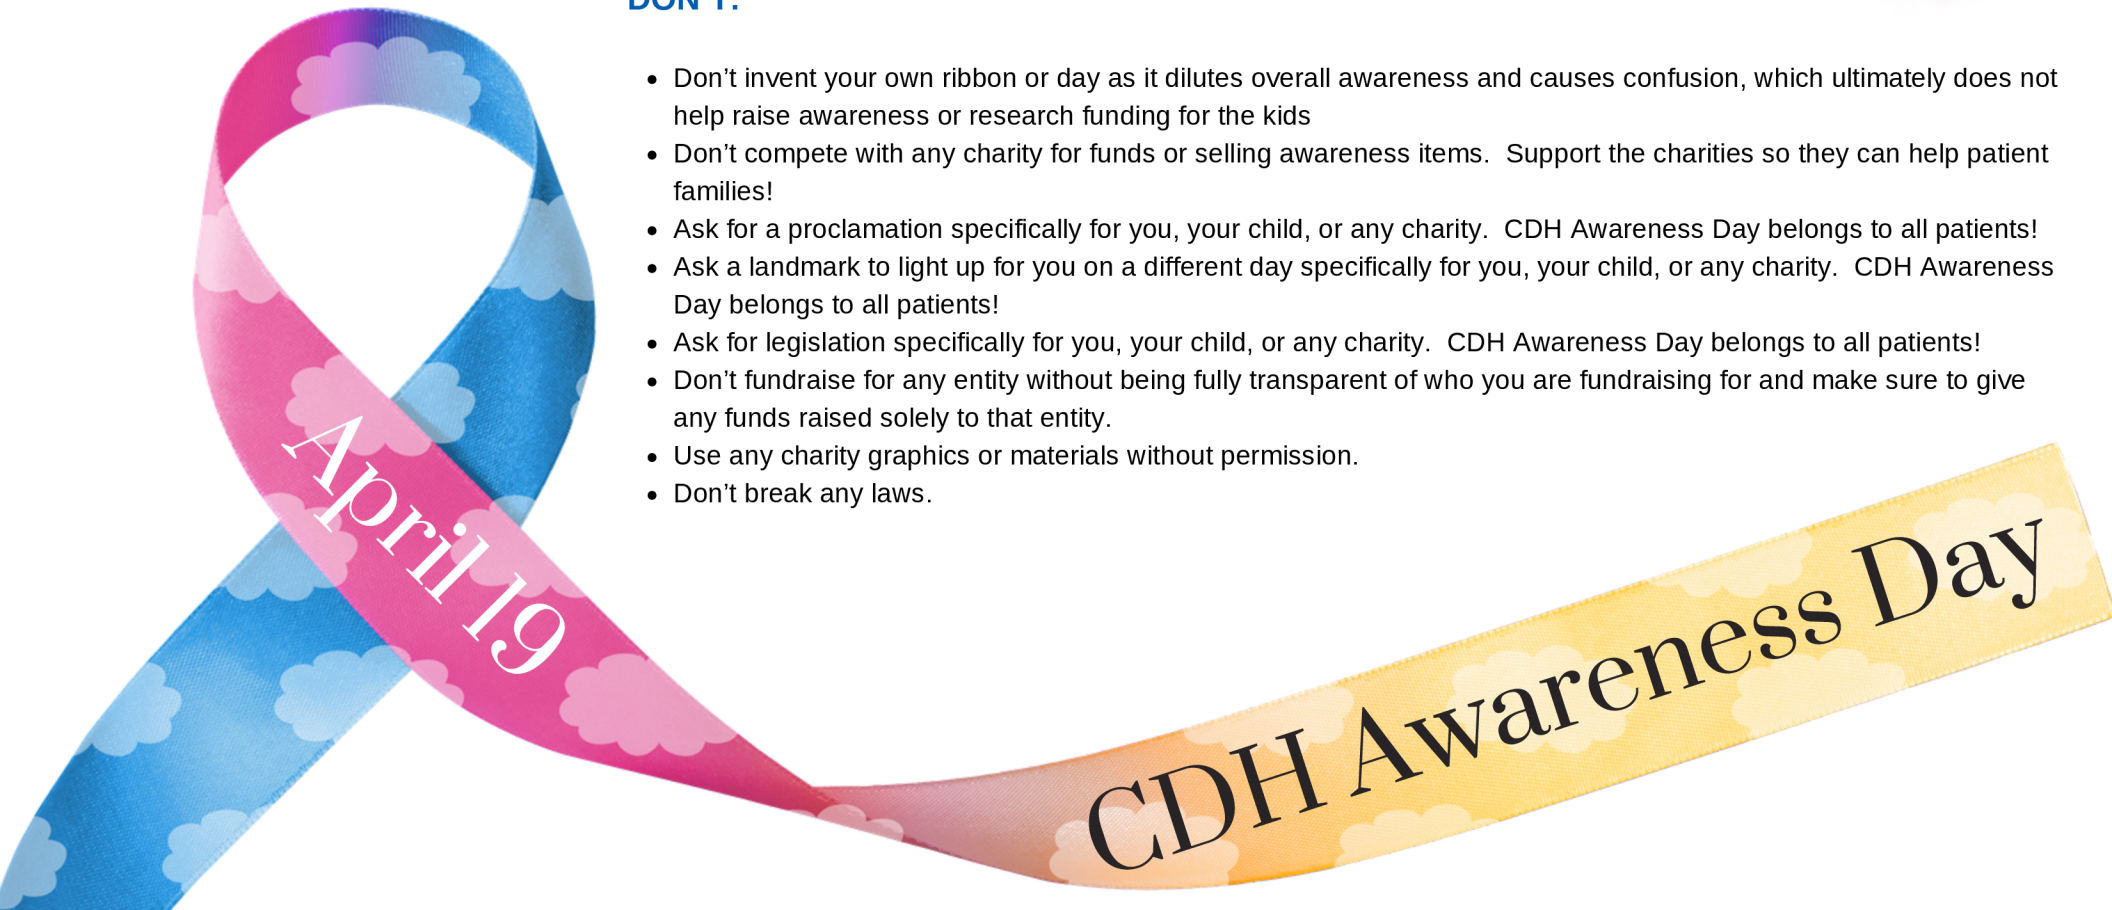 DON'T:
• Don’t invent your own ribbon or day as it dilutes overall awareness and causes confusion, which ultimately does not
help raise awareness or research funding for the kids
• Don’t compete with any charity for funds or selling awareness items.  Support the charities so they can help patient
families!
• Ask for a proclamation specifically for you, your child, or any charity.  CDH Awareness Day belongs to all patients!
• Ask a landmark to light up for you on a different day specifically for you, your child, or any charity.  CDH Awareness
Day belongs to all patients!
• Ask for legislation specifically for you, your child, or any charity.  CDH Awareness Day belongs to all patients!
• Don’t fundraise for any entity without being fully transparent of who you are fundraising for and make sure to give
any funds raised solely to that entity.
• Use any charity graphics or materials without permission.
• Don’t break any laws.
April 19
CDH Awareness Day